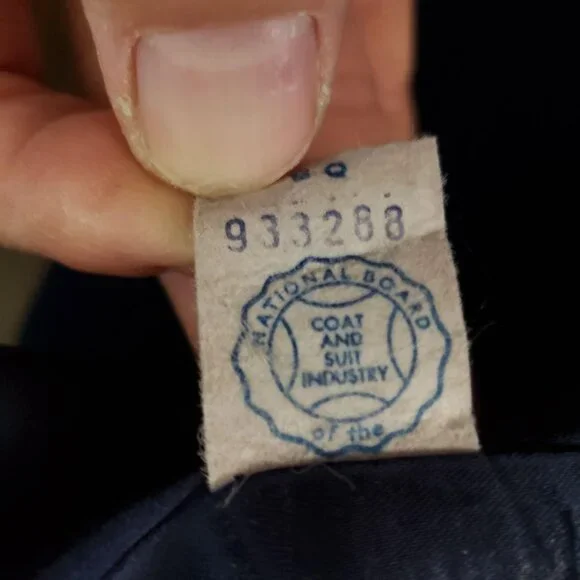 Q
933288
NATIONAL BOARD
COAT
AND
SUIT
INDUSTRY
of the